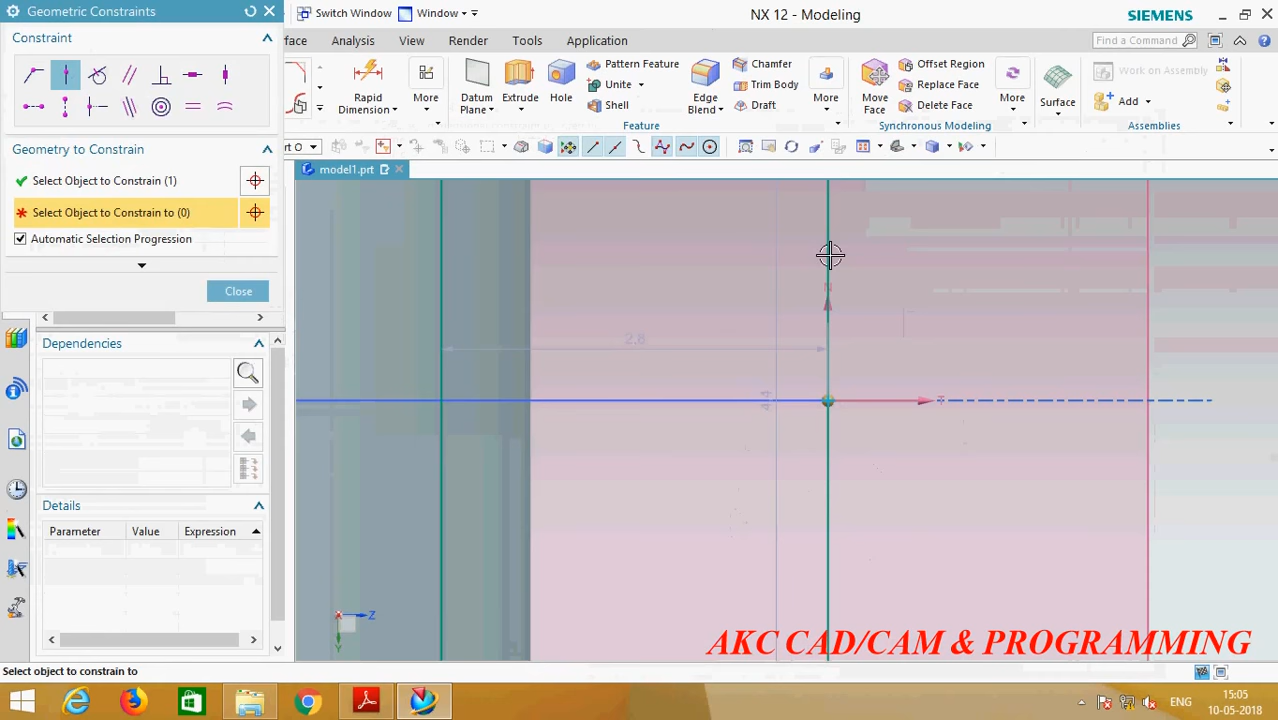 Geometric Constraints
Switch Window
Window
NX 12 - Modeling
SIEMENS
Constraint
face
Analysis
View
Render
Tools
Application
Find a Command
Rapid Dimension
More
Datum Plane
Extrude
Hole
Pattern Feature
Unite
Shell
Edge Blend
Chamfer
Trim Body
Draft
More
Move Face
Offset Region
Replace Face
Delete Face
More
Surface
Work on Assembly
Add
Feature
Synchronous Modeling
Assemblies
Geometry to Constrain
model1.prt
Select Object to Constrain (1)
Select Object to Constrain to (0)
Automatic Selection Progression
Close
Dependencies
Details
Parameter
Value
Expression
2.8
4.4
Z
Y
AKC CAD/CAM & PROGRAMMING
Select object to constrain to
ENG
15:05
10-05-2018